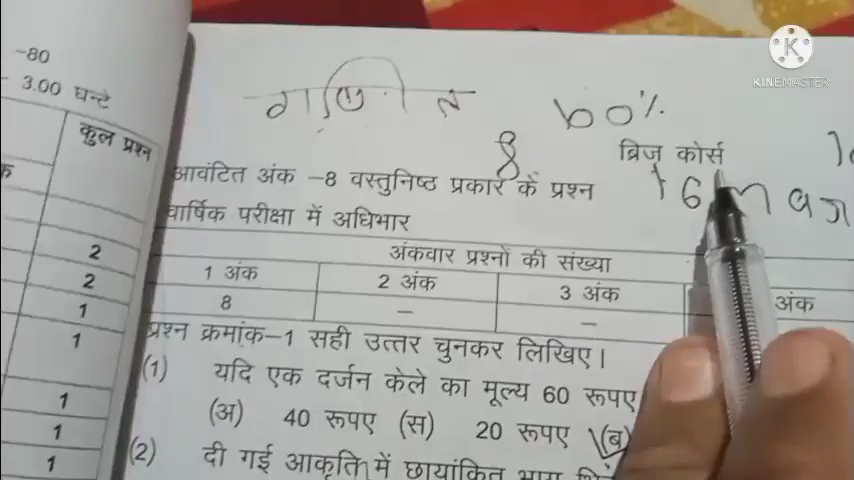 -80
3.00 घन्टे
कुल प्रश्न
2
2
1
1
1
1
1
K
KINEMASTER
गणित
60%
8
ब्रिज कोर्स
आवंटित अंक -8 वस्तुनिष्ठ प्रकार के प्रश्न
वार्षिक परीक्षा में अधिभार
अंकवार प्रश्नों की संख्या
1 अंक 2 अंक 3 अंक अंक
8 – –
प्रश्न क्रमांक-1 सही उत्तर चुनकर लिखिए।
(1) यदि एक दर्जन केले का मूल्य 60 रूपए
(अ) 40 रूपए (स) 20 रूपए (ब)
(2) दी गई आकृति में छायांकित भाग